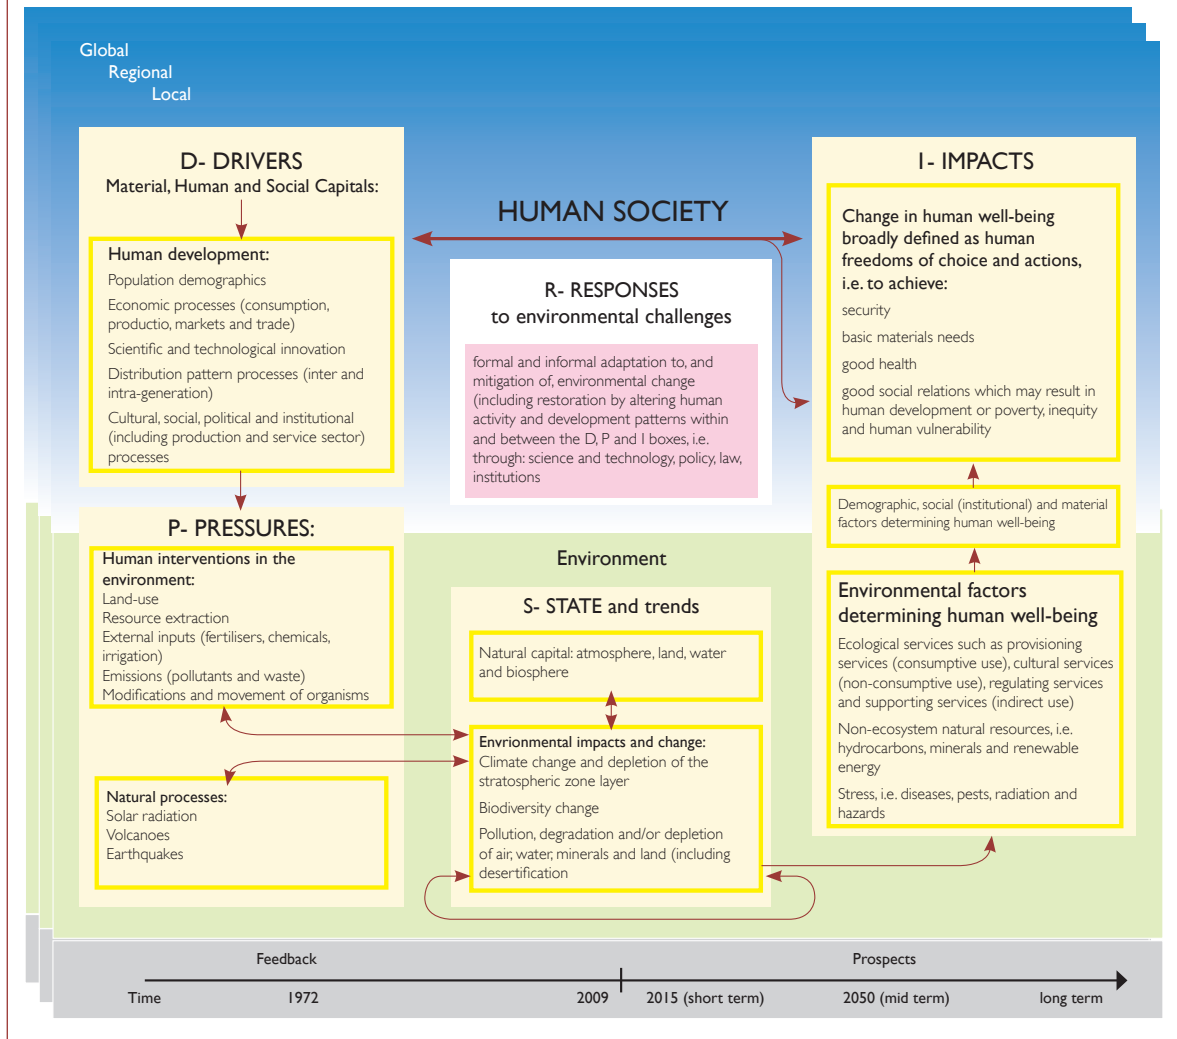 Global
Regional
Local
D- DRIVERS
Material, Human and Social Capitals:
Human development:
Population demographics
Economic processes (consumption,
productio, markets and trade)
Scientific and technological innovation
Distribution pattern processes (inter and
intra-generation)
Cultural, social, political and institutional
(including production and service sector)
processes
P- PRESSURES:
Human interventions in the
environment:
Land-use
Resource extraction
External inputs (fertilisers, chemicals,
irrigation)
Emissions (pollutants and waste)
Modifications and movement of organisms
Natural processes:
Solar radiation
Volcanoes
Earthquakes
HUMAN SOCIETY
R- RESPONSES
to environmental challenges
formal and informal adaptation to, and
mitigation of, environmental change
(including restoration by altering human
activity and development patterns within
and between the D, P and I boxes, i.e.
through: science and technology, policy, law,
institutions
Environment
S- STATE and trends
Natural capital: atmosphere, land, water
and biosphere
Envrionmental impacts and change:
Climate change and depletion of the
stratospheric zone layer
Biodiversity change
Pollution, degradation and/or depletion
of air, water, minerals and land (including
desertification
I- IMPACTS
Change in human well-being
broadly defined as human
freedoms of choice and actions,
i.e. to achieve:
security
basic materials needs
good health
good social relations which may result in
human development or poverty, inequity
and human vulnerability
Demographic, social (institutional) and material
factors determining human well-being
Environmental factors
determining human well-being
Ecological services such as provisioning
services (consumptive use), cultural services
(non-consumptive use), regulating services
and supporting services (indirect use)
Non-ecosystem natural resources, i.e.
hydrocarbons, minerals and renewable
energy
Stress, i.e. diseases, pests, radiation and
hazards
Feedback
Prospects
Time
1972
2009
2015 (short term)
2050 (mid term)
long term